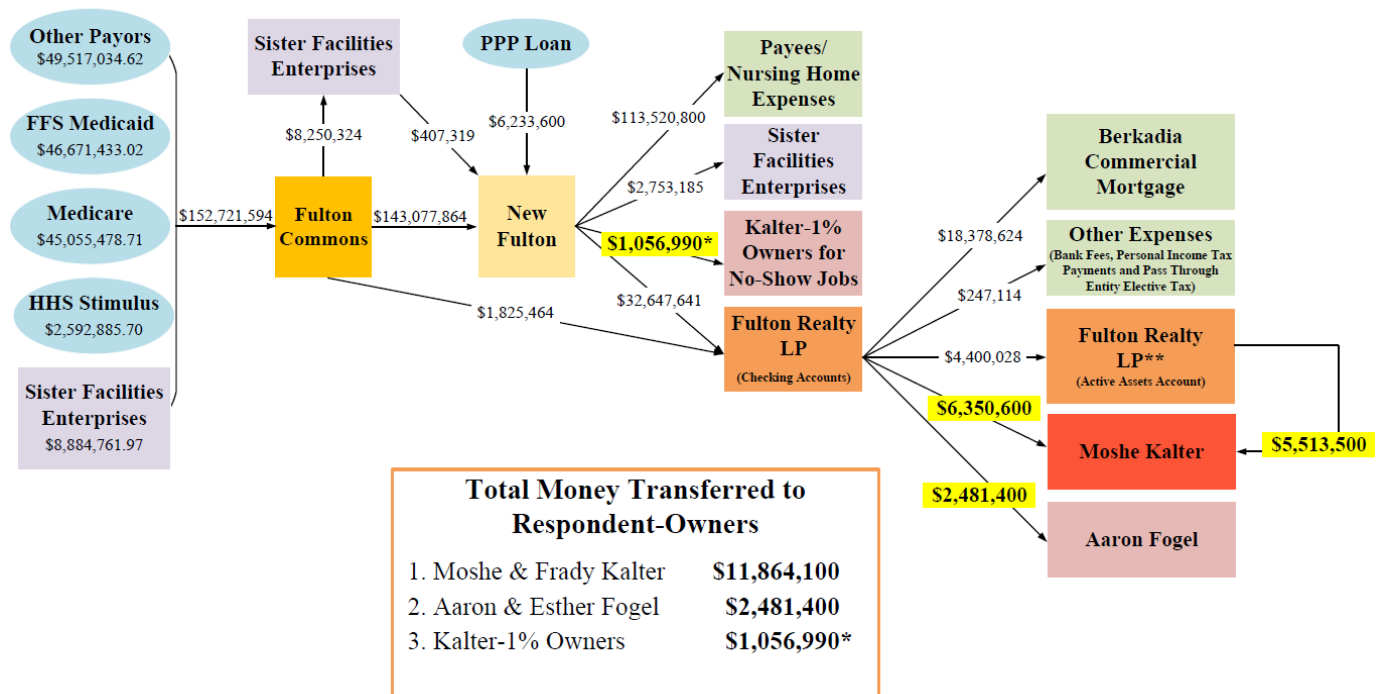 Other Payors
$49,517,034.62
FFS Medicaid
$46,671,433.02
Medicare
$45,055,478.71
HHS Stimulus
$2,592,885.70
Sister Facilities
Enterprises
$8,884,761.97
$152,721,594
Sister Facilities
Enterprises
$8,250,324
$407,319
Fulton
Commons
$143,077,864
$1,825,464
PPP Loan
$6,233,600
New
Fulton
$113,520,800
$2,753,185
$1,056,990*
$32,647,641
Payees/
Nursing Home
Expenses
Sister
Facilities
Enterprises
Kalter-1%
Owners for
No-Show Jobs
Fulton Realty
LP
(Checking Accounts)
$18,378,624
$247,114
$4,400,028
$6,350,600
$2,481,400
Berkadia
Commercial
Mortgage
Other Expenses
(Bank Fees, Personal Income Tax
Payments and Pass Through
Entity Elective Tax)
Fulton Realty
LP**
(Active Assets Account)
Moshe Kalter
$5,513,500
Aaron Fogel
Total Money Transferred to
Respondent-Owners
1. Moshe & Frady Kalter $11,864,100
2. Aaron & Esther Fogel $2,481,400
3. Kalter-1% Owners $1,056,990*